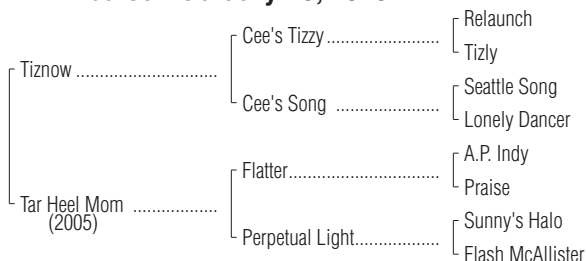 Relaunch
Cee's Tizzy ..........................
Tizly
Tiznow ................................
Seattle Song
Cee's Song .......................
Lonely Dancer
A.P. Indy
Flatter...................................
Praise
Tar Heel Mom ..................
(2005)
Sunny's Halo
Perpetual Light...................
Flash McAllister